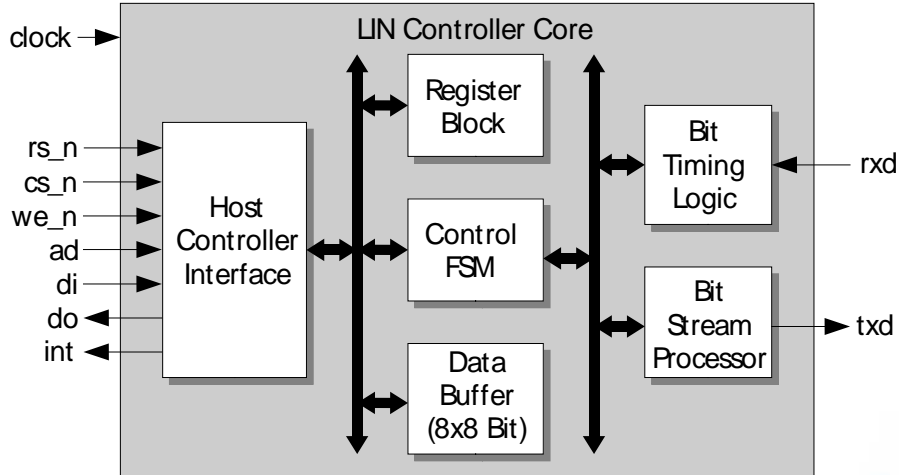 LIN Controller Core
clock
rs_n
cs_n
we_n
ad
di
do
int
Host
Controller
Interface
Register
Block
Control
FSM
Data
Buffer
(8x8 Bit)
Bit
Timing
Logic
Bit
Stream
Processor
rxd
txd